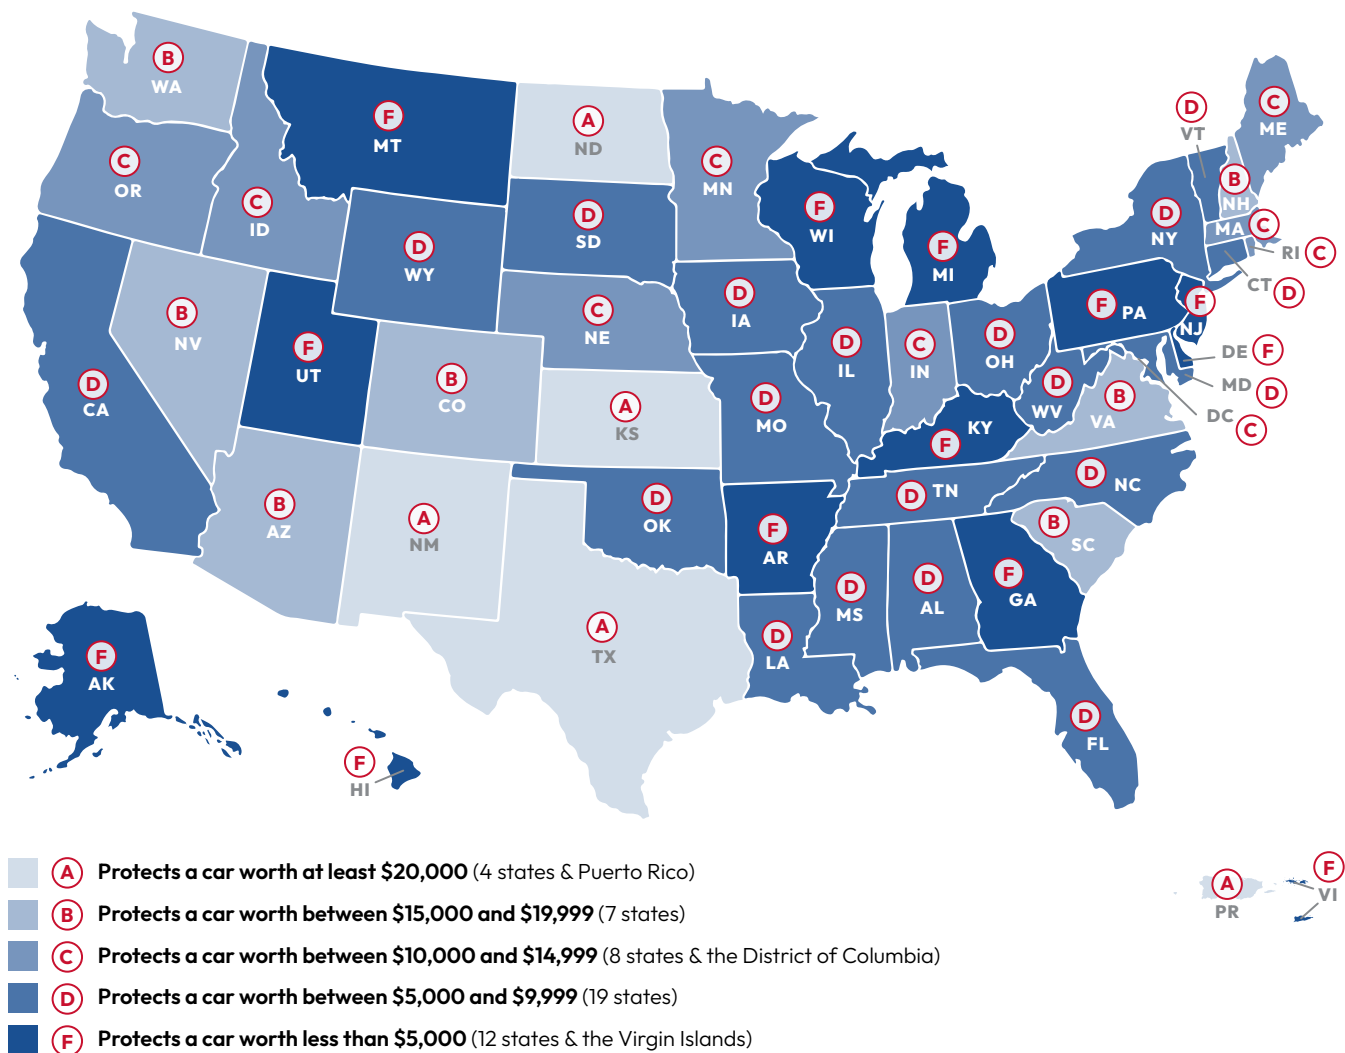 B
WA
C
OR
C
ID
F
MT
A
ND
C
MN
F
WI
F
MI
D
SD
D
WY
B
NV
F
UT
D
CA
B
CO
C
NE
D
IA
A
KS
D
MO
D
IL
C
IN
D
OH
F
PA
D
NY
D
VT
B
NH
C
ME
MA C
RI C
CT D
F
NJ
DE F
MD D
DC C
D
WV
B
VA
KY
F
D TN
D NC
B
SC
B
AZ
A
NM
D
OK
F
AR
A
TX
D
LA
D
MS
D
AL
F
GA
D
FL
F
AK
F
HI
A Protects a car worth at least $20,000 (4 states & Puerto Rico)
B Protects a car worth between $15,000 and $19,999 (7 states)
C Protects a car worth between $10,000 and $14,999 (8 states & the District of Columbia)
D Protects a car worth between $5,000 and $9,999 (19 states)
F Protects a car worth less than $5,000 (12 states & the Virgin Islands)
A
PR
F
VI